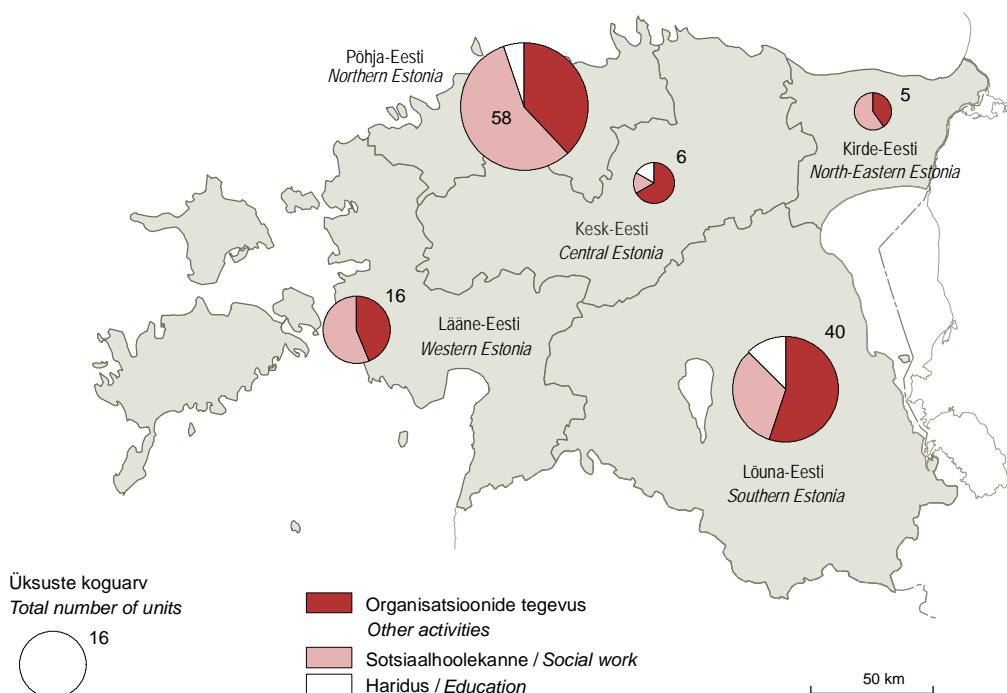 Põhja-Eesti
Northern Estonia
58
5
Kirde-Eesti
North-Eastern Estonia
6
Kesk-Eesti
Central Estonia
16
Lääne-Eesti
Western Estonia
40
Lõuna-Eesti
Southern Estonia
Üksuste koguarv
Total number of units
16
Organisatsioonide tegevus
Other activities
Sotsiaalhoolekanne / Social work
Haridus / Education
50 km